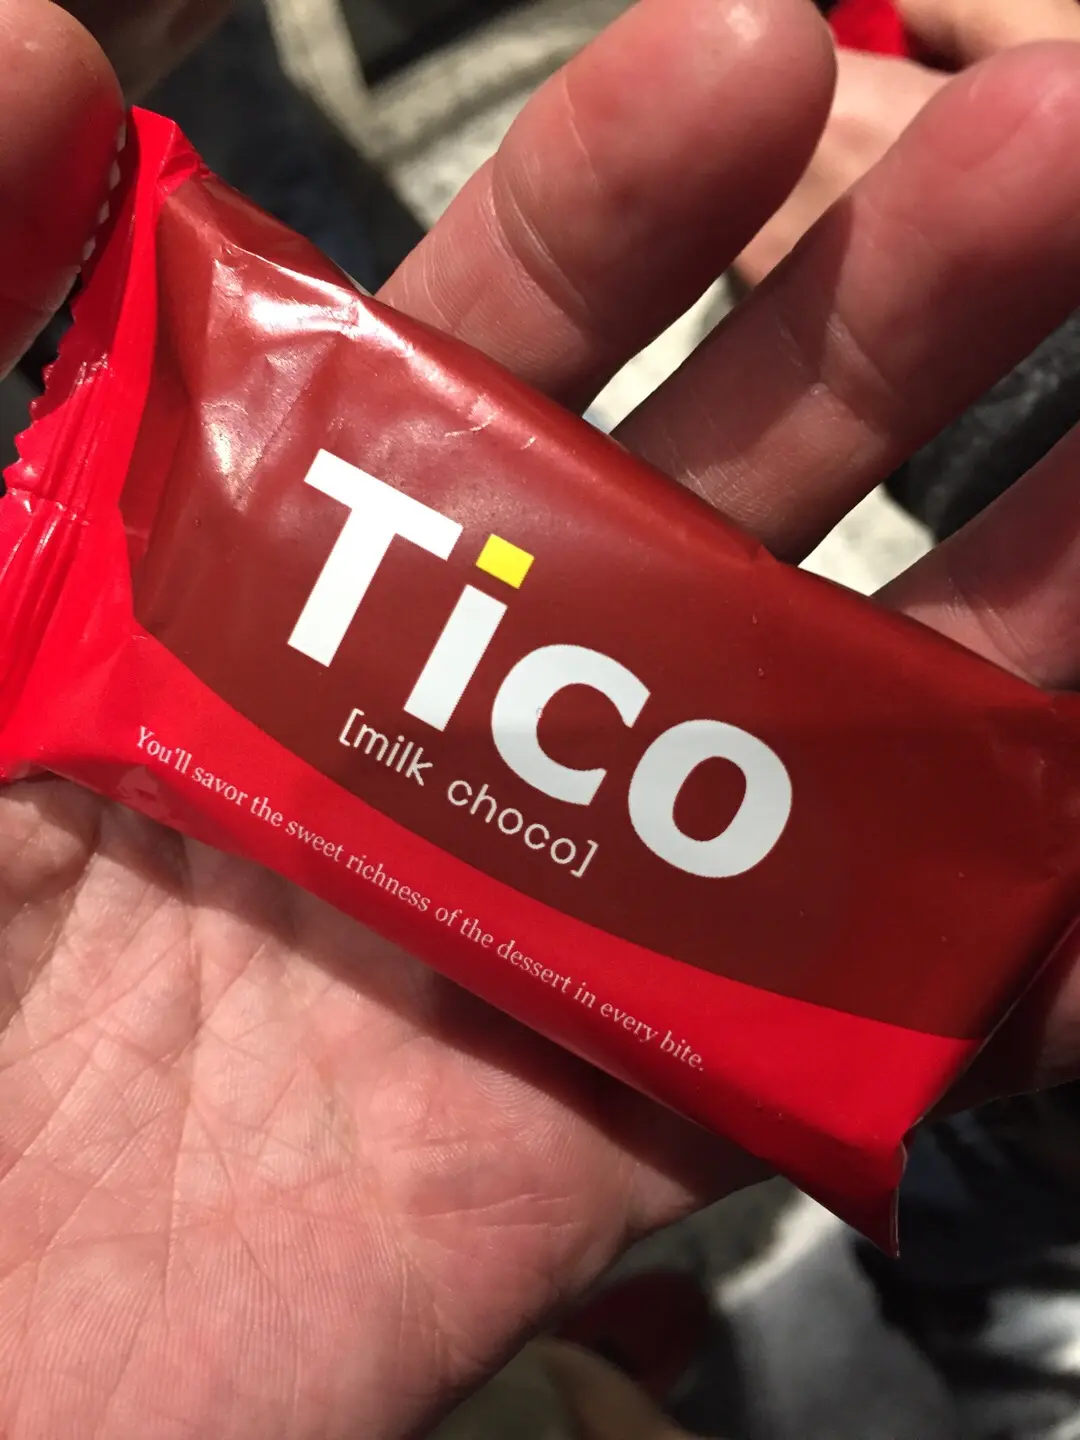 Tico
[milk choco]
You'll savor the sweet richness of the dessert in every bite.